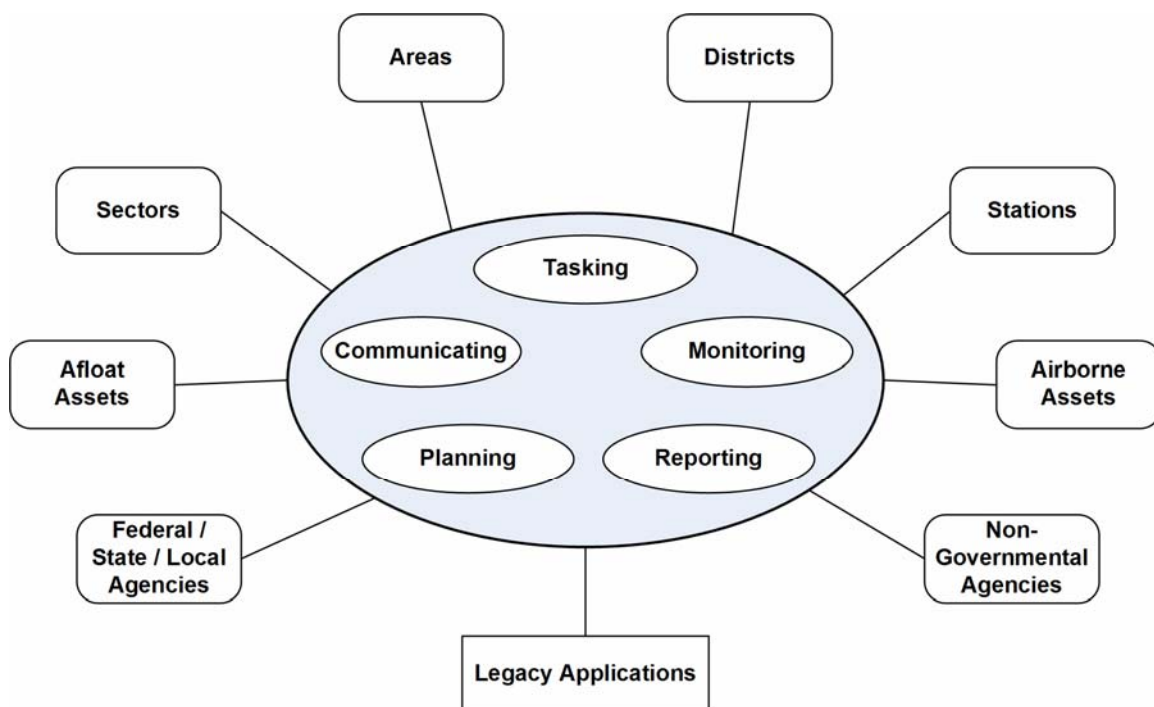 Areas
Districts
Sectors
Stations
Tasking
Communicating
Monitoring
Afloat
Assets
Airborne
Assets
Planning
Reporting
Federal /
State / Local
Agencies
Non-
Governmental
Agencies
Legacy Applications